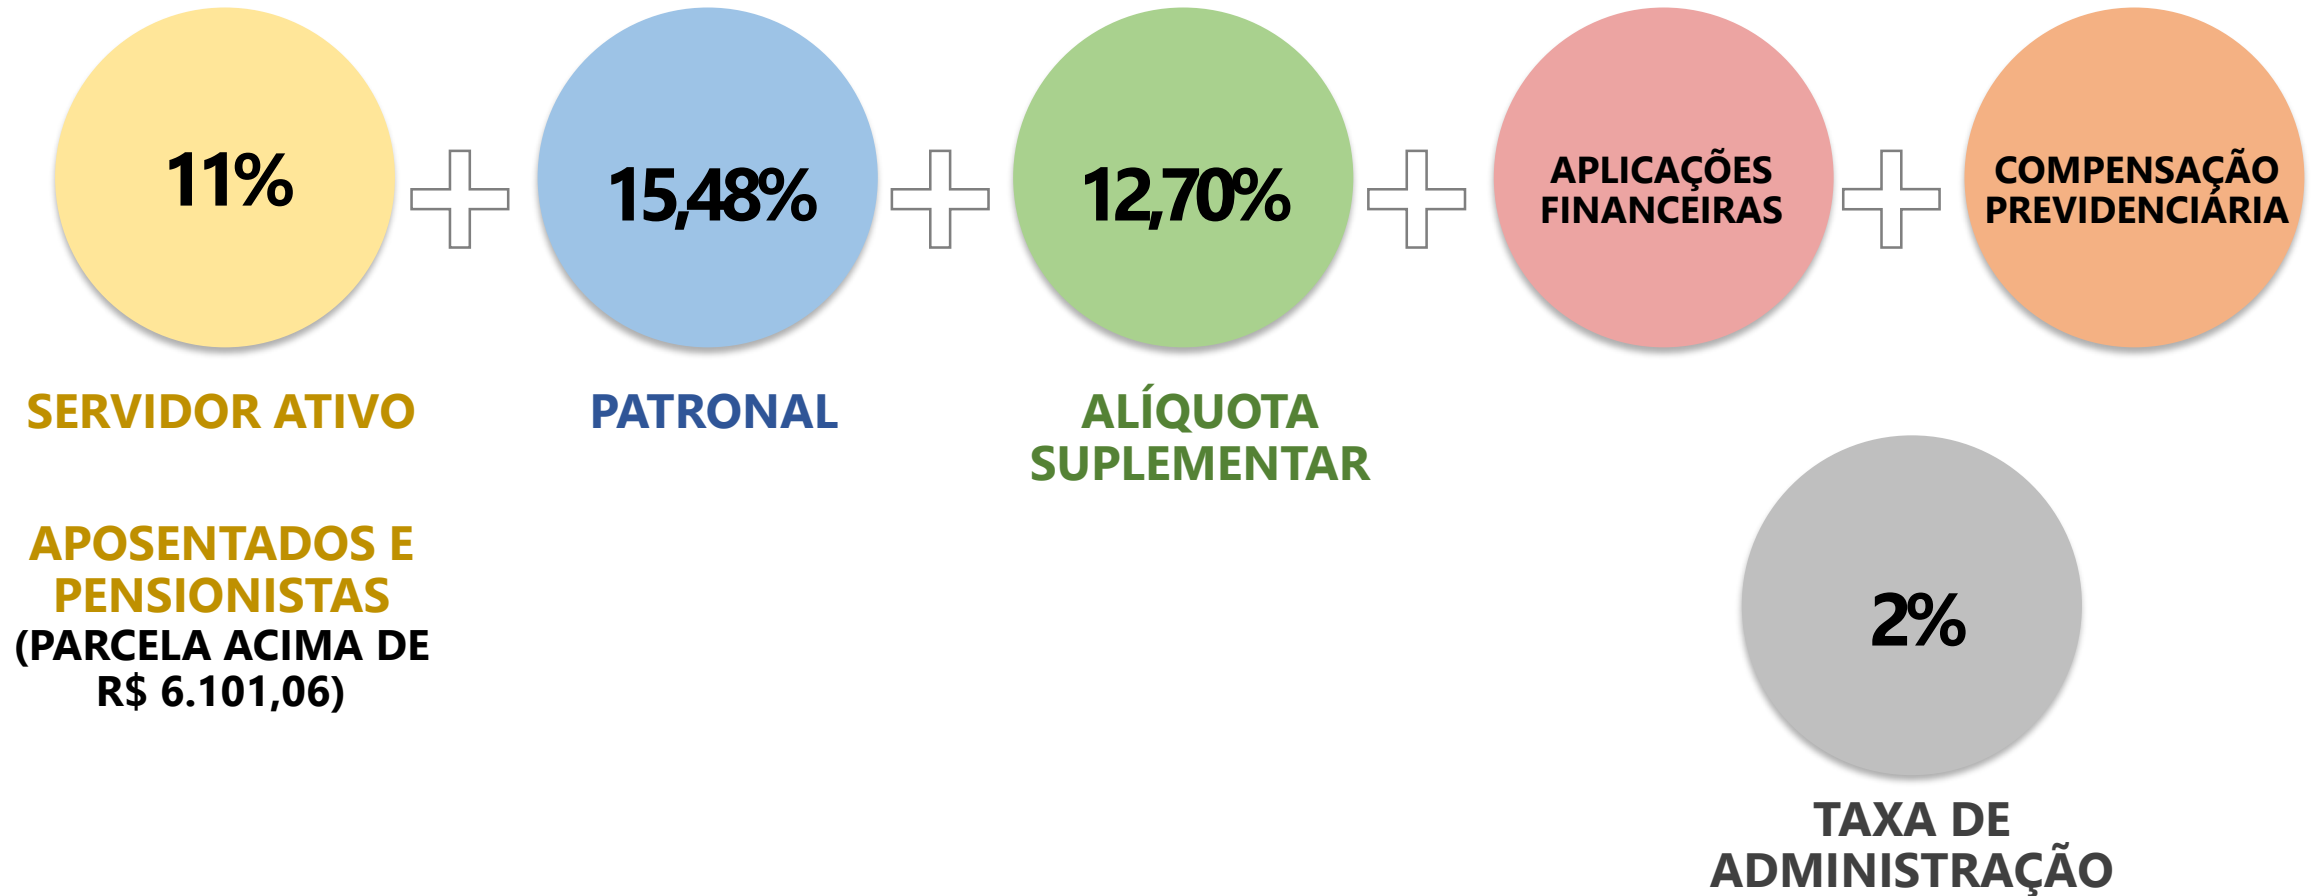 11%
15,48%
12,70%
APLICAÇÕES
FINANCEIRAS
COMPENSAÇÃO
PREVIDENCIÁRIA
SERVIDOR ATIVO
PATRONAL
ALÍQUOTA
SUPLEMENTAR
APOSENTADOS E
PENSIONISTAS
(PARCELA ACIMA DE
R$ 6.101,06)
2%
TAXA DE
ADMINISTRAÇÃO